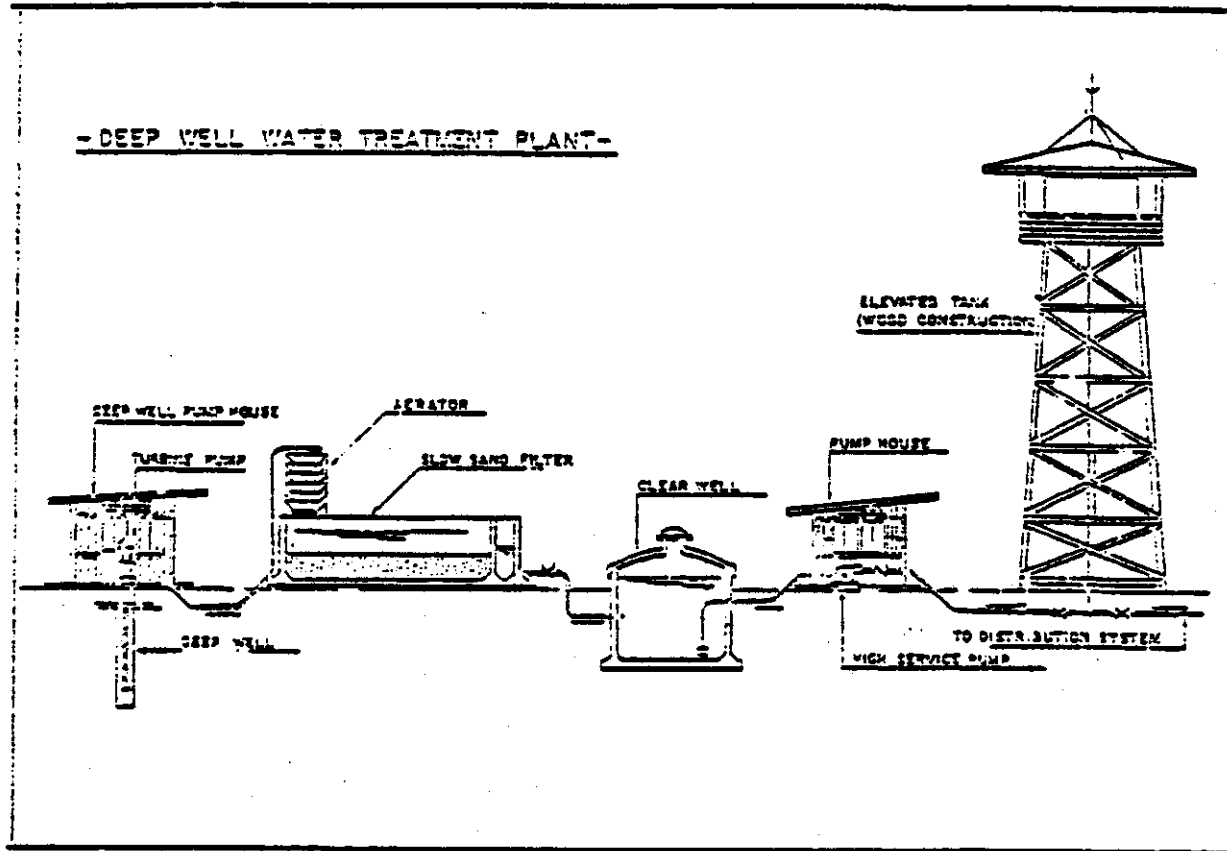 - DEEP WELL WATER TREATMENT PLANT -
ELEVATED TANK
(WOOD CONSTRUCTION)
DEEP WELL PUMP HOUSE
AERATOR
TURBINE PUMP
SLOW SAND FILTER
PUMP HOUSE
CLEAR WELL
DEEP WELL
TO DISTRIBUTION SYSTEM
HIGH SERVICE PUMP